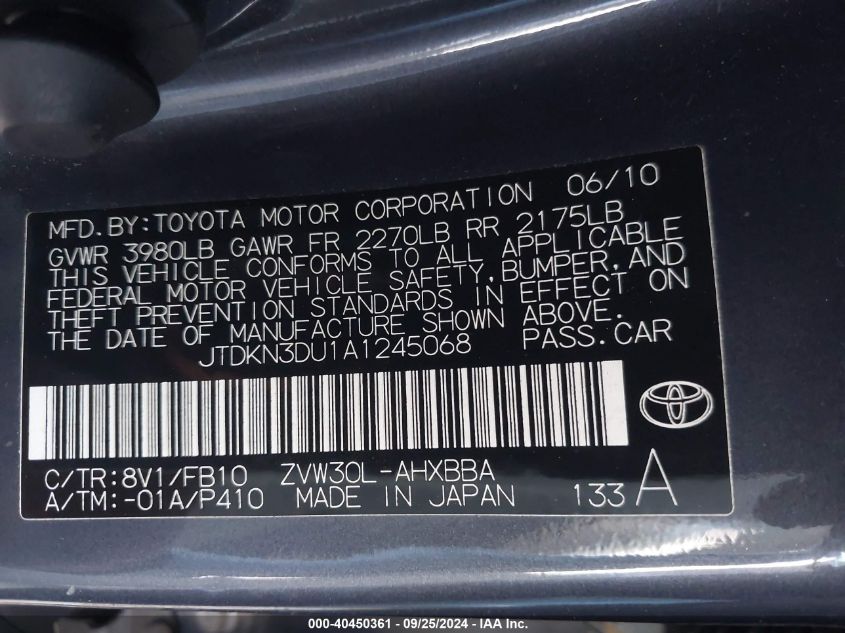 MFD. BY: TOYOTA MOTOR CORPORATION 06/10
GVWR 3980LB GAWR FR 2270LB RR 2175LB
THIS VEHICLE CONFORMS TO ALL APPLICABLE
FEDERAL MOTOR VEHICLE SAFETY, BUMPER, AND
THEFT PREVENTION STANDARDS IN EFFECT ON
THE DATE OF MANUFACTURE SHOWN ABOVE.
JTDKN3DU1A1245068 PASS. CAR
C/TR: 8V1/FB10 ZVW30L-AHXBBA
A/TM: -01A/P410 MADE IN JAPAN 133 A
000-40450361 - 09/25/2024 - IAA Inc.